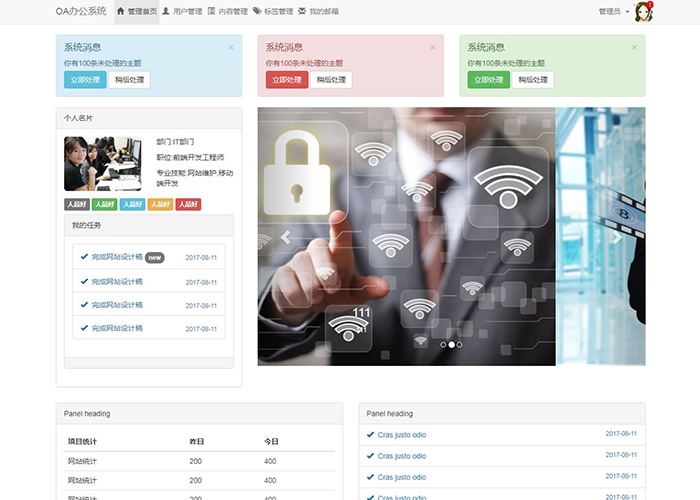 OA办公系统 管理首页 用户管理 内容管理 标签管理 我的邮箱 管理员
系统消息 ×
你有100条未处理的主题
立即处理 稍后处理
系统消息 ×
你有100条未处理的主题
立即处理 稍后处理
系统消息 ×
你有100条未处理的主题
立即处理 稍后处理
个人名片
部门:IT部门
职位:前端开发工程师
专业技能:网站维护,移动
端开发
人品好 人品好 人品好 人品好 人品好
我的任务
完成网站设计稿 new 2017-08-11
完成网站设计稿 2017-08-11
完成网站设计稿 2017-08-11
完成网站设计稿 2017-08-11
111
Panel heading
项目统计 昨日 今日
网站统计 200 400
网站统计 200 400
网站统计 200 400
Panel heading
Cras justo odio 2017-08-11
Cras justo odio 2017-08-11
Cras justo odio 2017-08-11
Cras justo odio 2017-08-11